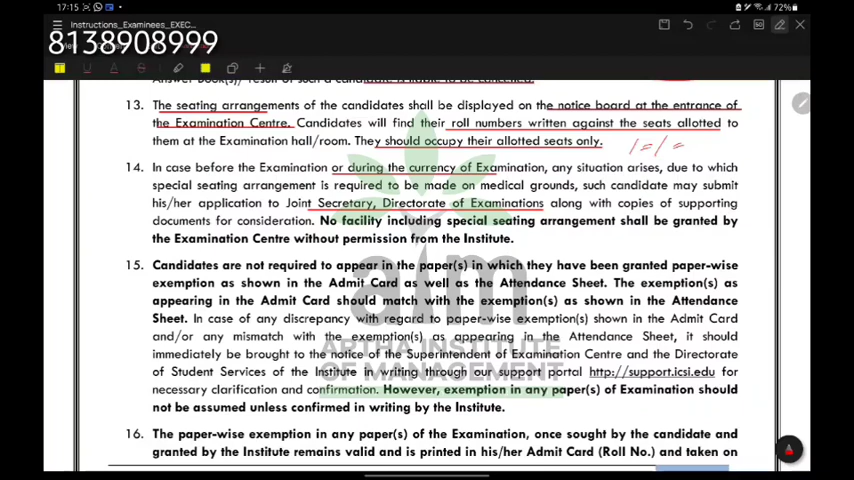 17:15
72%
Instructions_Examinees_EXEC...
8138908999
13. The seating arrangements of the candidates shall be displayed on the notice board at the entrance of
the Examination Centre. Candidates will find their roll numbers written against the seats allotted to
them at the Examination hall/room. They should occupy their allotted seats only.
14. In case before the Examination or during the currency of Examination, any situation arises, due to which
special seating arrangement is required to be made on medical grounds, such candidate may submit
his/her application to Joint Secretary, Directorate of Examinations along with copies of supporting
documents for consideration. No facility including special seating arrangement shall be granted by
the Examination Centre without permission from the Institute.
15. Candidates are not required to appear in the paper(s) in which they have been granted paper-wise
exemption as shown in the Admit Card as well as the Attendance Sheet. The exemption(s) as
appearing in the Admit Card should match with the exemption(s) as shown in the Attendance
Sheet. In case of any discrepancy with regard to paper-wise exemption(s) shown in the Admit Card
and/or any mismatch with the exemption(s) as appearing in the Attendance Sheet, it should
immediately be brought to the notice of the Superintendent of Examination Centre and the Directorate
of Student Services of the Institute in writing through our support portal http://support.icsi.edu for
necessary clarification and confirmation. However, exemption in any paper(s) of Examination should
not be assumed unless confirmed in writing by the Institute.
16. The paper-wise exemption in any paper(s) of the Examination, once sought by the candidate and
granted by the Institute remains valid and is printed in his/her Admit Card (Roll No.) and taken on
aim
ARTHA INSTITUTE
OF MANAGEMENT